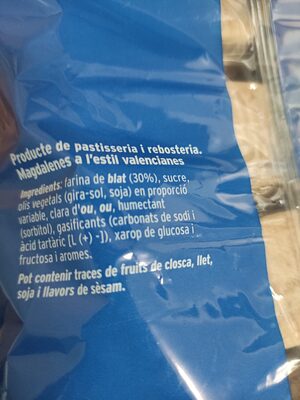 Producte de pastisseria i rebosteria.
Magdalenes a l'estil valencianes
Ingredients: farina de blat (30%), sucre,
olis vegetals (gira-sol, soja) en proporció
variable, clara d'ou, ou, humectant
(sorbitol), gasificants (carbonats de sodi i
àcid tartàric [L (+) -]), xarop de glucosa i
fructosa i aromes.
Pot contenir traces de fruits de closca, llet,
soja i llavors de sèsam.